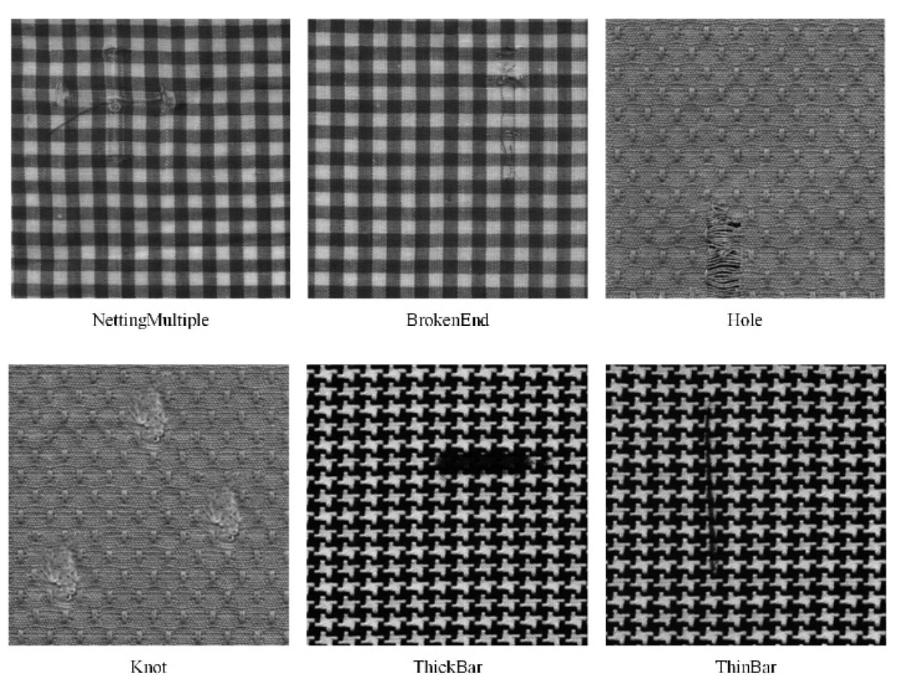 NettingMultiple
BrokenEnd
Hole
Knot
ThickBar
ThinBar